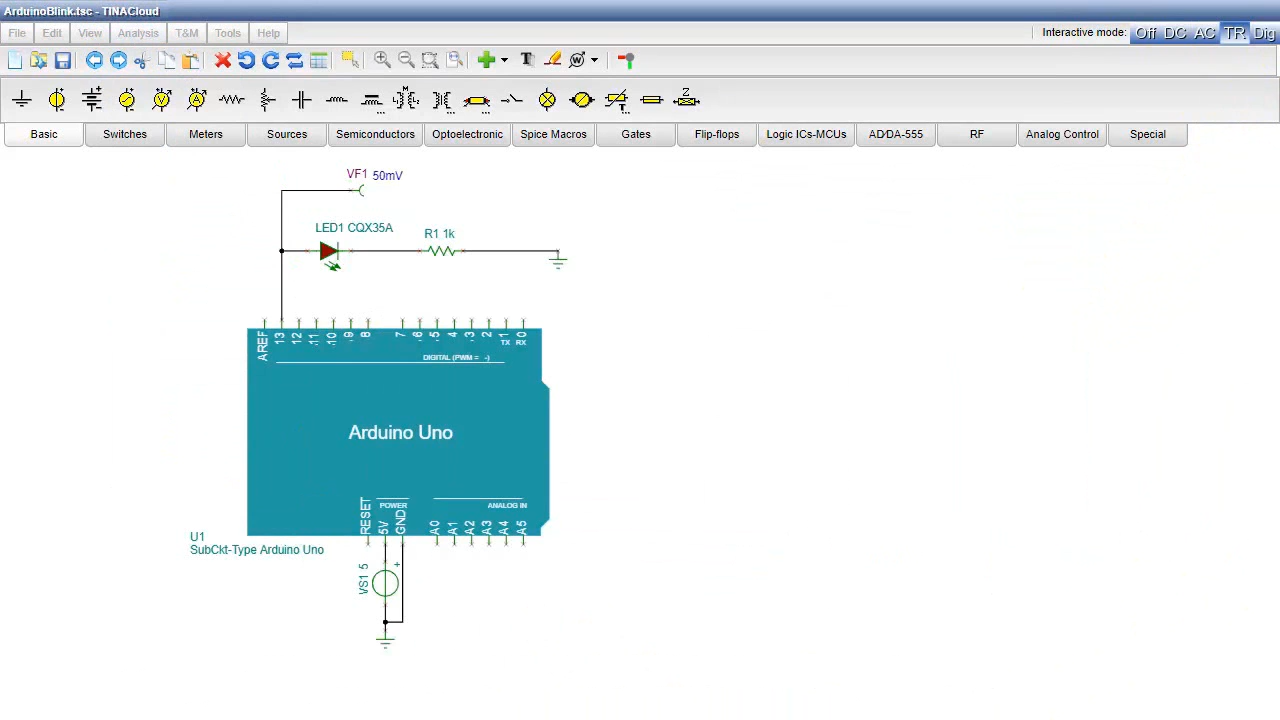 ArduinoBlink.tsc - TINACloud
File Edit View Analysis T&M Tools Help Interactive mode: Off DC AC TR Dig
Basic Switches Meters Sources Semiconductors Optoelectronic Spice Macros Gates Flip-flops Logic ICs-MCUs AD/DA-555 RF Analog Control Special
VF1 50mV
LED1 CQX35A
R1 1k
AREF 13 12 11 10 9 8 7 6 5 4 3 2 1 0
TX RX
DIGITAL (PWM = -)
Arduino Uno
POWER ANALOG IN
RESET 5V GND A0 A1 A2 A3 A4 A5
U1
SubCkt-Type Arduino Uno
VS1 5
+